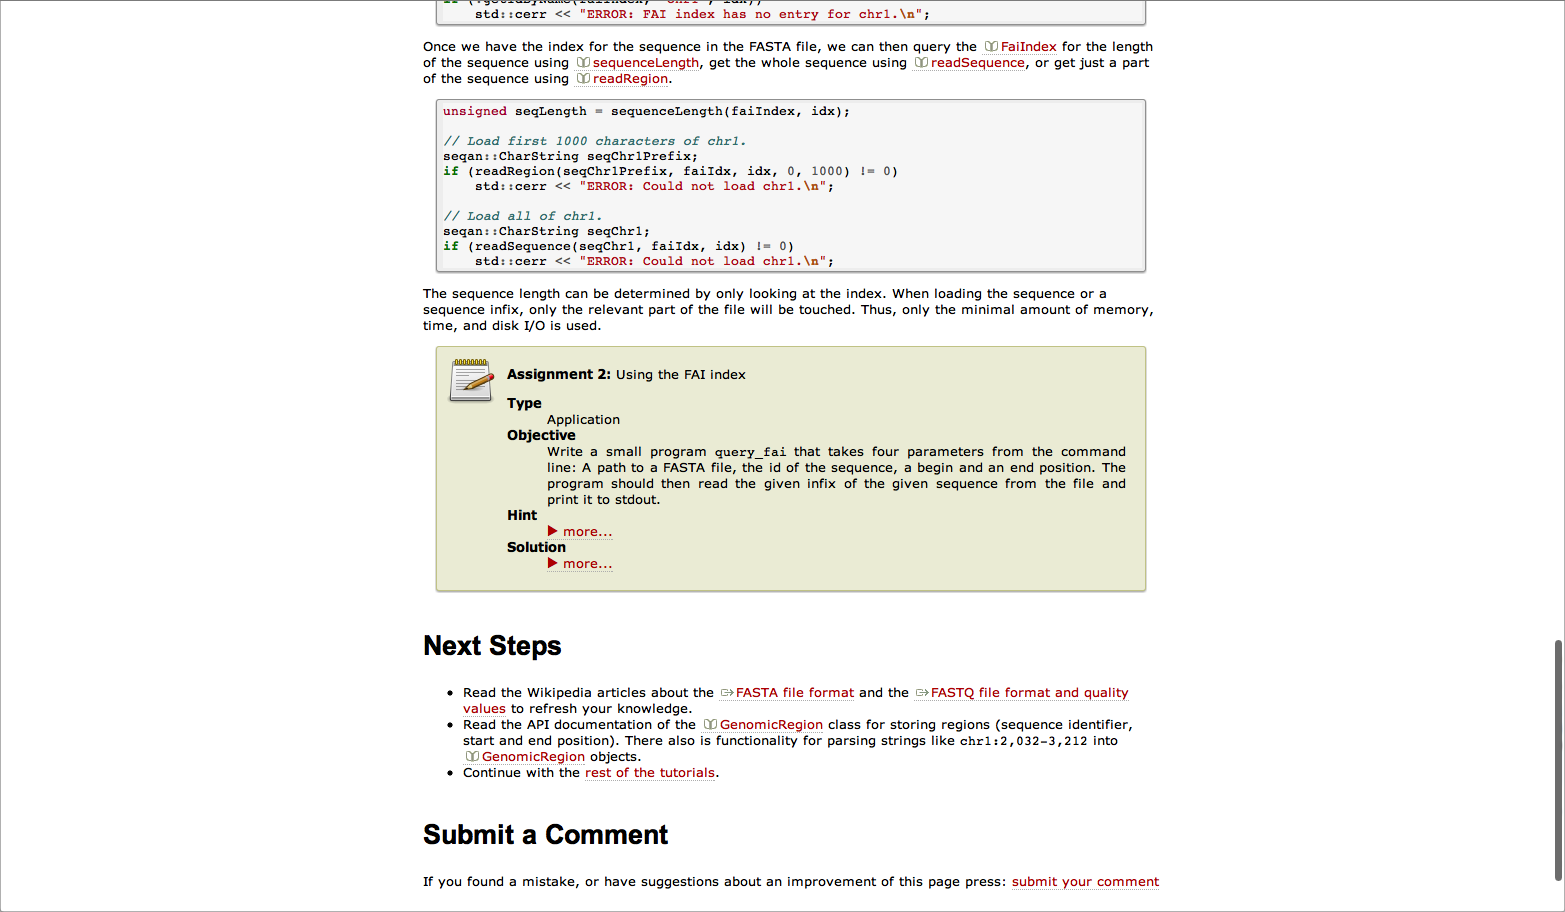 std::cerr << "ERROR: FAI index has no entry for chr1.\n";
Once we have the index for the sequence in the FASTA file, we can then query the FaiIndex for the length
of the sequence using sequenceLength, get the whole sequence using readSequence, or get just a part
of the sequence using readRegion.
unsigned seqLength = sequenceLength(faiIndex, idx);
// Load first 1000 characters of chr1.
seqan::CharString seqChr1Prefix;
if (readRegion(seqChr1Prefix, faiIdx, idx, 0, 1000) != 0)
std::cerr << "ERROR: Could not load chr1.\n";
// Load all of chr1.
seqan::CharString seqChr1;
if (readSequence(seqChr1, faiIdx, idx) != 0)
std::cerr << "ERROR: Could not load chr1.\n";
The sequence length can be determined by only looking at the index. When loading the sequence or a
sequence infix, only the relevant part of the file will be touched. Thus, only the minimal amount of memory,
time, and disk I/O is used.
Assignment 2: Using the FAI index
Type
Application
Objective
Write a small program query_fai that takes four parameters from the command
line: A path to a FASTA file, the id of the sequence, a begin and an end position. The
program should then read the given infix of the given sequence from the file and
print it to stdout.
Hint
▶ more...
Solution
▶ more...
Next Steps
• Read the Wikipedia articles about the FASTA file format and the FASTQ file format and quality
values to refresh your knowledge.
• Read the API documentation of the GenomicRegion class for storing regions (sequence identifier,
start and end position). There also is functionality for parsing strings like chr1:2,032-3,212 into
GenomicRegion objects.
• Continue with the rest of the tutorials.
Submit a Comment
If you found a mistake, or have suggestions about an improvement of this page press: submit your comment